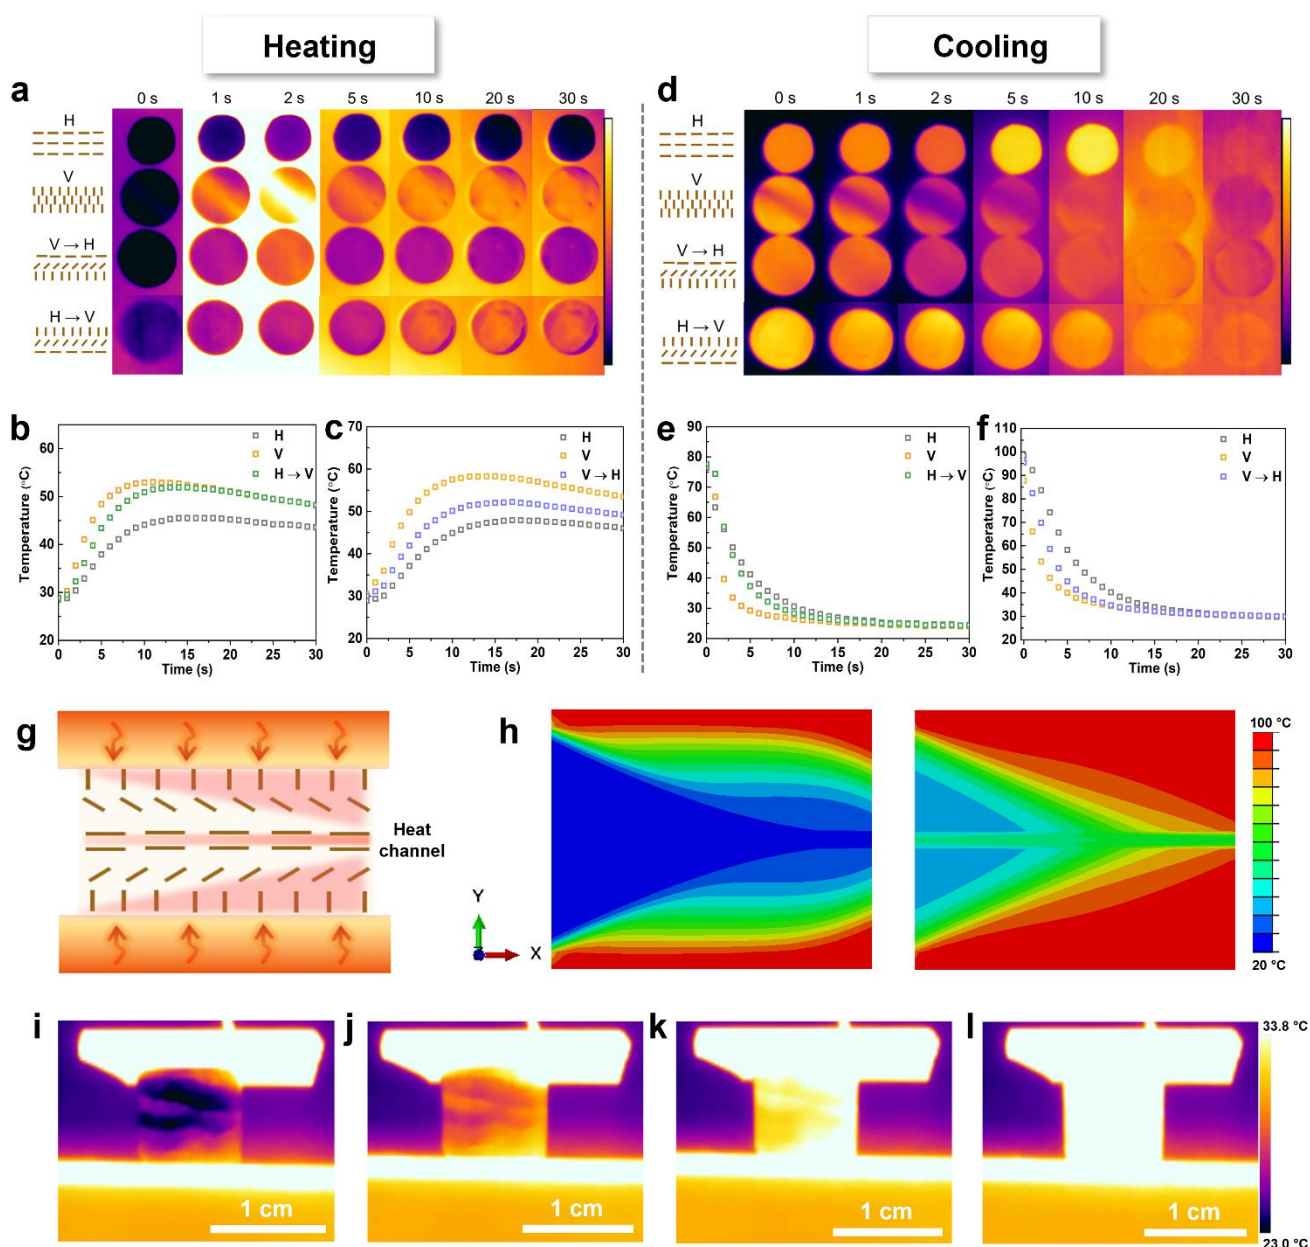 Heating
Cooling
a
0 s 1 s 2 s 5 s 10 s 20 s 30 s
H
V
V → H
H → V
d
0 s 1 s 2 s 5 s 10 s 20 s 30 s
H
V
V → H
H → V
b
Temperature (°C)
60
50
40
30
20
0 5 10 15 20 25 30
Time (s)
H
V
H → V
c
Temperature (°C)
70
60
50
40
30
20
0 5 10 15 20 25 30
Time (s)
H
V
V → H
e
Temperature (°C)
90
80
70
60
50
40
30
20
0 5 10 15 20 25 30
Time (s)
H
V
H → V
f
Temperature (°C)
110
100
90
80
70
60
50
40
30
20
0 5 10 15 20 25 30
Time (s)
H
V
V → H
g
Heat
channel
h
Y
X
100 °C
20 °C
i
1 cm
j
1 cm
k
1 cm
l
1 cm
33.8 °C
23.0 °C